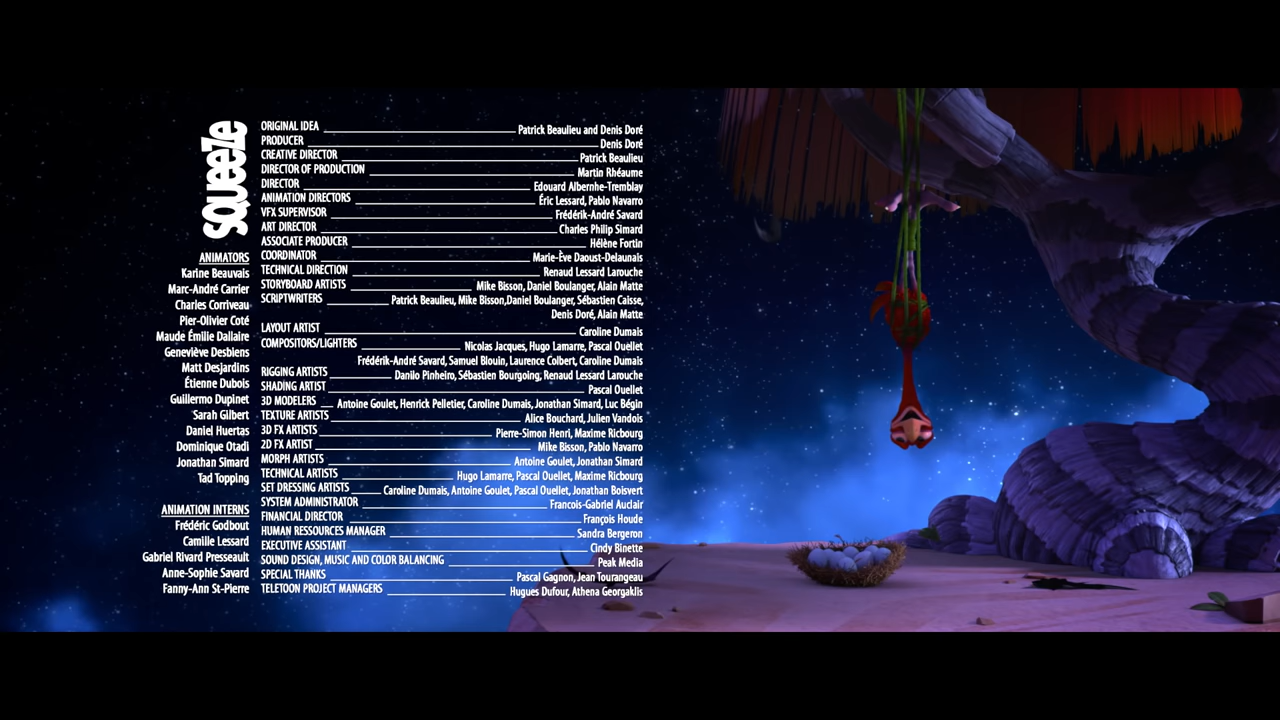 squeeze
ANIMATORS
Karine Beauvais
Marc-André Carrier
Charles Corriveau
Pier-Olivier Coté
Maude Émilie Dallaire
Geneviève Desbiens
Matt Desjardins
Étienne Dubois
Guillermo Dupinet
Sarah Gilbert
Daniel Huertas
Dominique Otadi
Jonathan Simard
Tad Topping
ANIMATION INTERNS
Frédéric Godbout
Camille Lessard
Gabriel Rivard Presseault
Anne-Sophie Savard
Fanny-Ann St-Pierre
ORIGINAL IDEA Patrick Beaulieu and Denis Doré
PRODUCER Denis Doré
CREATIVE DIRECTOR Patrick Beaulieu
DIRECTOR OF PRODUCTION Martin Rhéaume
DIRECTOR Edouard Albernhe-Tremblay
ANIMATION DIRECTORS Éric Lessard, Pablo Navarro
VFX SUPERVISOR Frédérik-André Savard
ART DIRECTOR Charles Philip Simard
ASSOCIATE PRODUCER Hélène Fortin
COORDINATOR Marie-Ève Daoust-Delaunais
TECHNICAL DIRECTION Renaud Lessard Larouche
STORYBOARD ARTISTS Mike Bisson, Daniel Boulanger, Alain Matte
SCRIPTWRITERS Patrick Beaulieu, Mike Bisson,Daniel Boulanger, Sébastien Caisse,
Denis Doré, Alain Matte
LAYOUT ARTIST Caroline Dumais
COMPOSITORS/LIGHTERS Nicolas Jacques, Hugo Lamarre, Pascal Ouellet
Frédérik-André Savard, Samuel Blouin, Laurence Colbert, Caroline Dumais
RIGGING ARTISTS Danilo Pinheiro, Sébastien Bourgoing, Renaud Lessard Larouche
SHADING ARTIST Pascal Ouellet
3D MODELERS Antoine Goulet, Henrick Pelletier, Caroline Dumais, Jonathan Simard, Luc Bégin
TEXTURE ARTISTS Alice Bouchard, Julien Vandois
3D FX ARTISTS Pierre-Simon Henri, Maxime Ricbourg
2D FX ARTIST Mike Bisson, Pablo Navarro
MORPH ARTISTS Antoine Goulet, Jonathan Simard
TECHNICAL ARTISTS Hugo Lamarre, Pascal Ouellet, Maxime Ricbourg
SET DRESSING ARTISTS Caroline Dumais, Antoine Goulet, Pascal Ouellet, Jonathan Boisvert
SYSTEM ADMINISTRATOR Francois-Gabriel Auclair
FINANCIAL DIRECTOR François Houde
HUMAN RESSOURCES MANAGER Sandra Bergeron
EXECUTIVE ASSISTANT Cindy Binette
SOUND DESIGN, MUSIC AND COLOR BALANCING Peak Media
SPECIAL THANKS Pascal Gagnon, Jean Tourangeau
TELETOON PROJECT MANAGERS Hugues Dufour, Athena Georgaklis